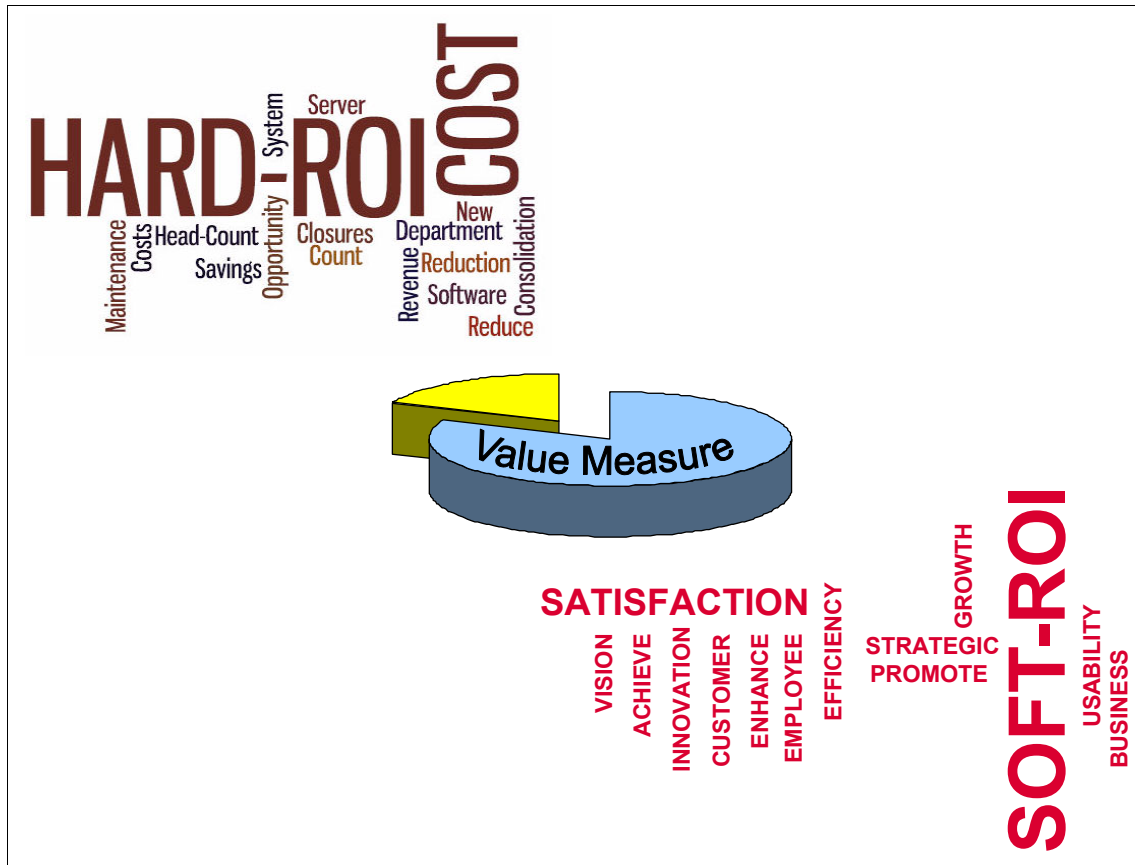 COST
Server
System
HARD-ROI
New
Maintenance
Costs
Head-Count
Savings
Opportunity
Closures
Count
Department
Revenue
Reduction
Software
Reduce
Consolidation
Value Measure
SATISFACTION
VISION
ACHIEVE
INNOVATION
CUSTOMER
ENHANCE
EMPLOYEE
EFFICIENCY
GROWTH
STRATEGIC
PROMOTE
SOFT-ROI
USABILITY
BUSINESS